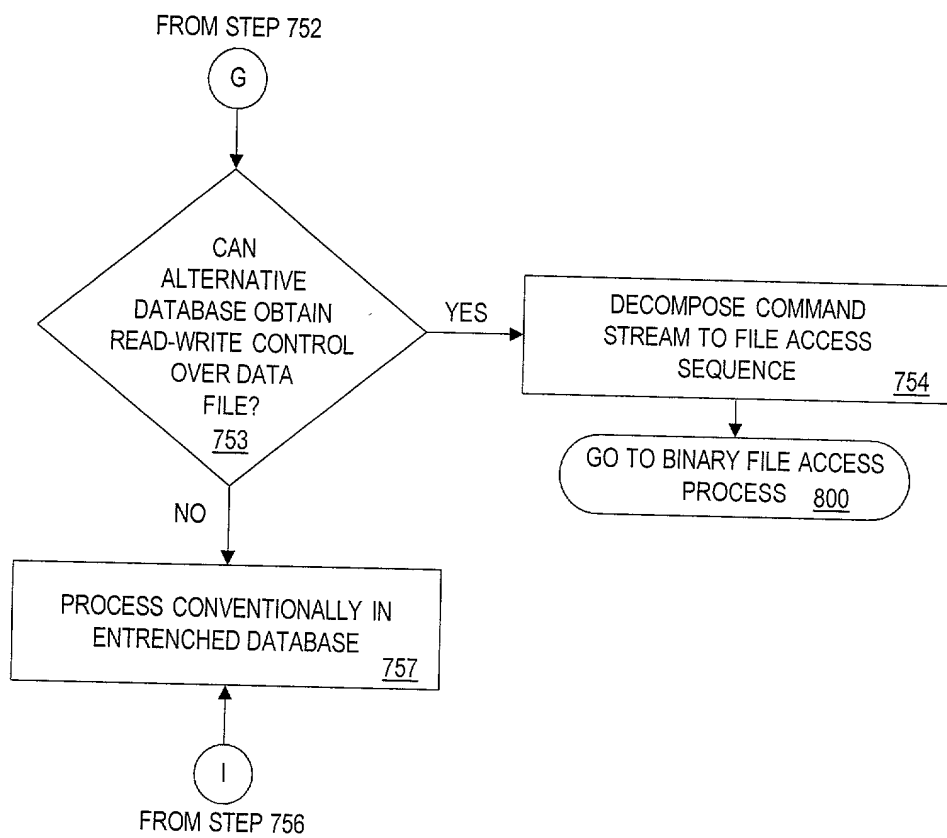 FROM STEP 752
G
CAN
ALTERNATIVE
DATABASE OBTAIN
READ-WRITE CONTROL
OVER DATA
FILE?
753
YES
DECOMPOSE COMMAND
STREAM TO FILE ACCESS
SEQUENCE
754
GO TO BINARY FILE ACCESS
PROCESS 800
NO
PROCESS CONVENTIONALLY IN
ENTRENCHED DATABASE
757
I
FROM STEP 756